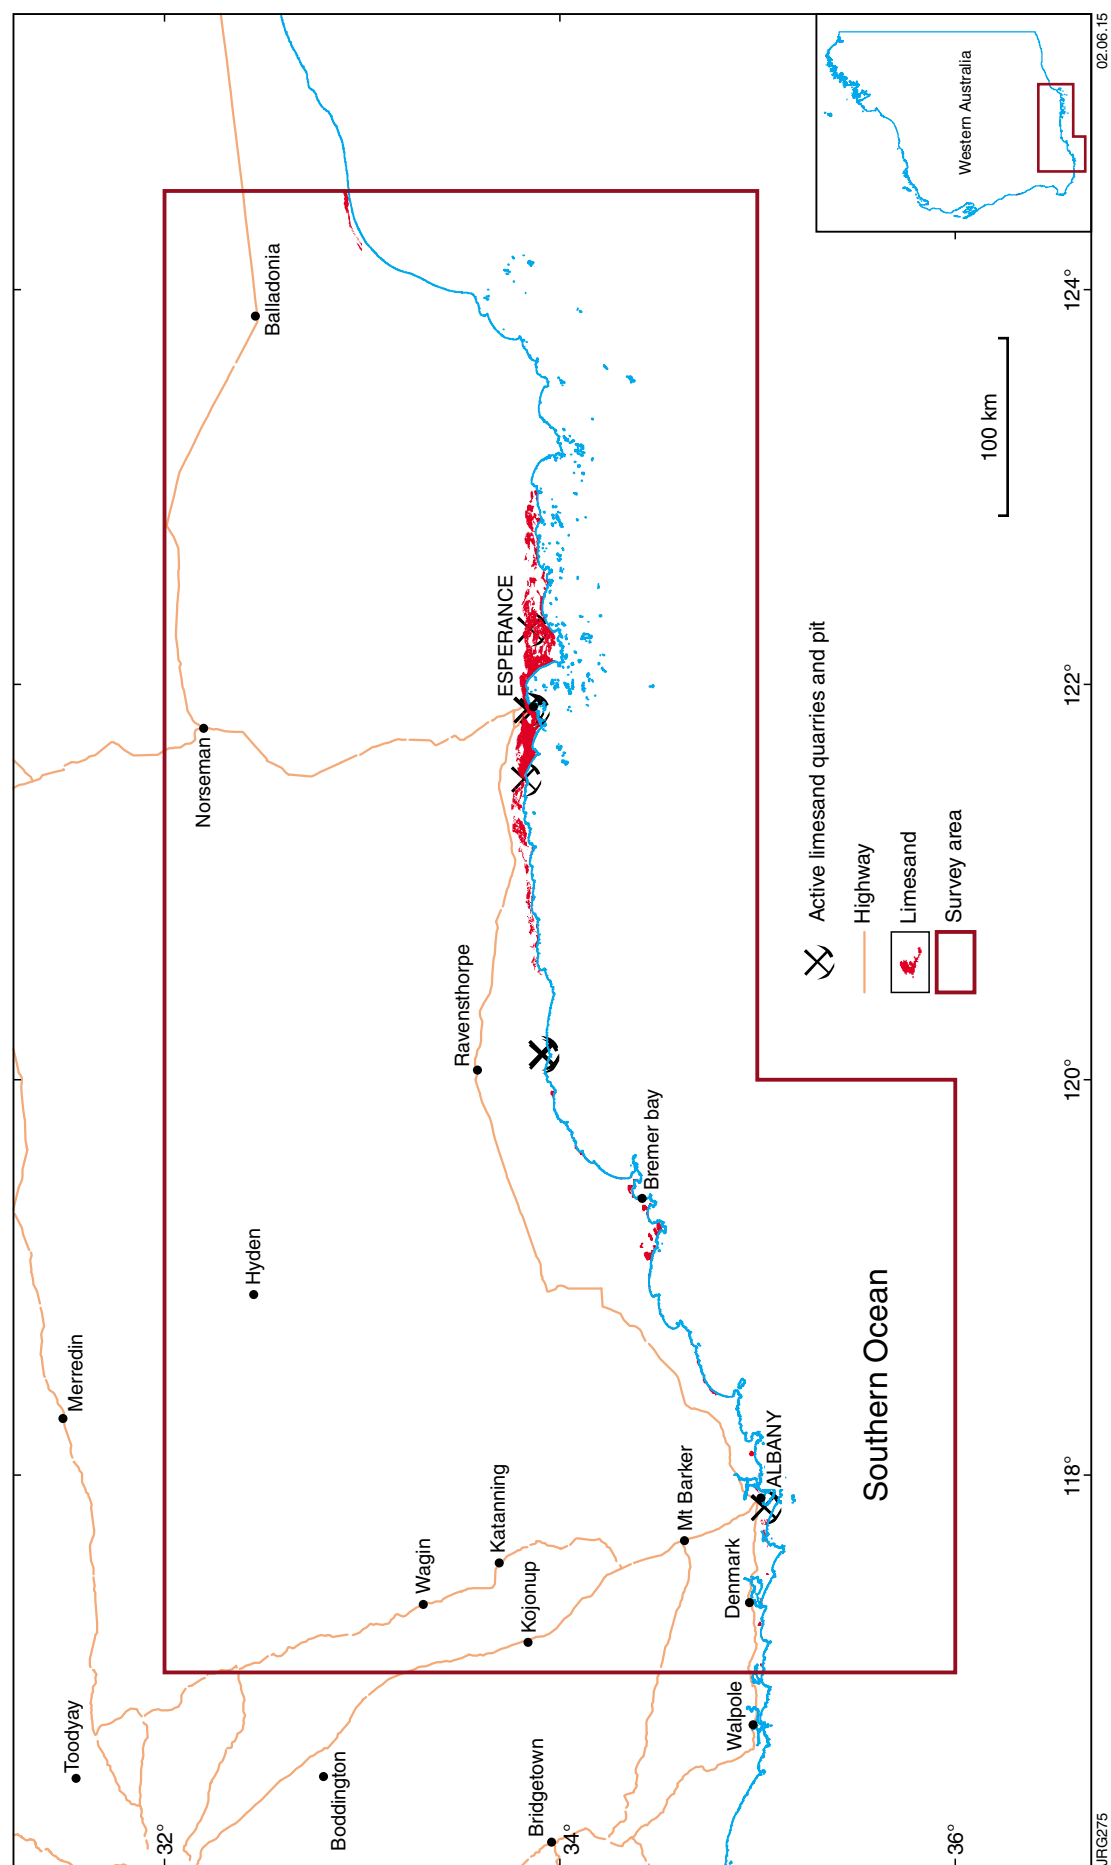 Toodyay
Merredin
Hyden
Norseman
Balladonia
Boddington
Wagin
Katanning
Kojonup
Bridgetown
Ravensthorpe
ESPERANCE
Mt Barker
Bremer bay
Walpole
Denmark
ALBANY
Southern Ocean
Active limesand quarries and pit
Highway
Limesand
Survey area
100 km
Western Australia
32°
34°
36°
118°
120°
122°
124°
JRG275
02.06.15